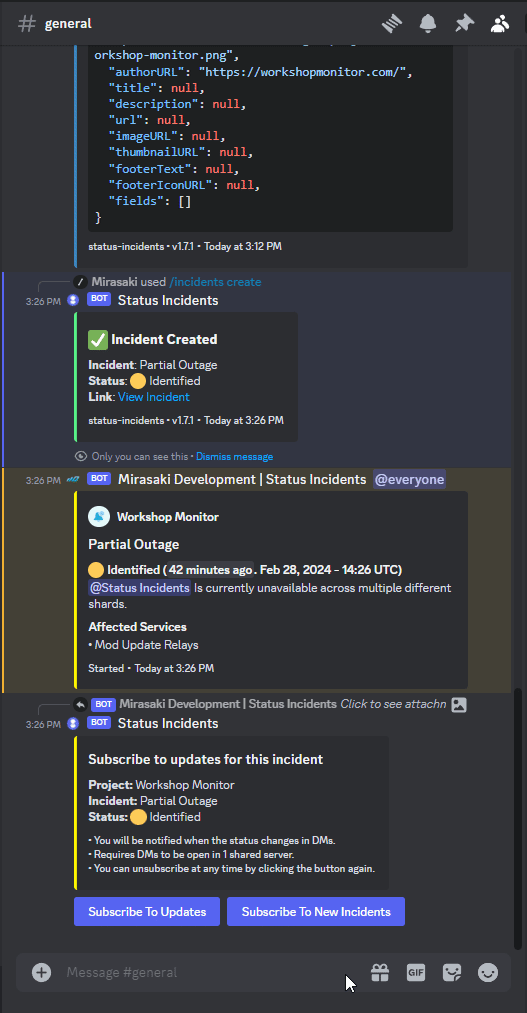 # general
orkshop-monitor.png",
"authorURL": "https://workshopmonitor.com/",
"title": null,
"description": null,
"url": null,
"imageURL": null,
"thumbnailURL": null,
"footerText": null,
"footerIconURL": null,
"fields": []
}
status-incidents • v1.7.1 • Today at 3:12 PM
Mirasaki used /incidents create
3:26 PM BOT Status Incidents
Incident Created
Incident: Partial Outage
Status: Identified
Link: View Incident
status-incidents • v1.7.1 • Today at 3:26 PM
Only you can see this • Dismiss message
3:26 PM BOT Mirasaki Development | Status Incidents @everyone
Workshop Monitor
Partial Outage
Identified (42 minutes ago. Feb 28, 2024 - 14:26 UTC)
@Status Incidents Is currently unavailable across multiple different
shards.
Affected Services
• Mod Update Relays
Started • Today at 3:26 PM
BOT Mirasaki Development | Status Incidents Click to see attachn
3:26 PM BOT Status Incidents
Subscribe to updates for this incident
Project: Workshop Monitor
Incident: Partial Outage
Status: Identified
• You will be notified when the status changes in DMs.
• Requires DMs to be open in 1 shared server.
• You can unsubscribe at any time by clicking the button again.
Subscribe To Updates Subscribe To New Incidents
Message #general GIF